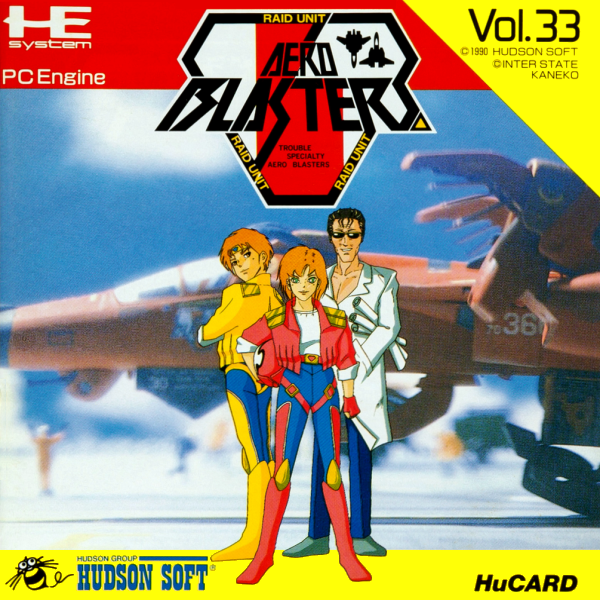 HE
system
PC Engine
RAID UNIT
AERO
BLASTERS
RAID UNIT
RAID UNIT
TROUBLE
SPECIALTY
AERO BLASTERS
Vol.33
©1990 HUDSON SOFT
©INTER STATE
KANEKO
36
HUDSON GROUP
HUDSON SOFT®
HuCARD